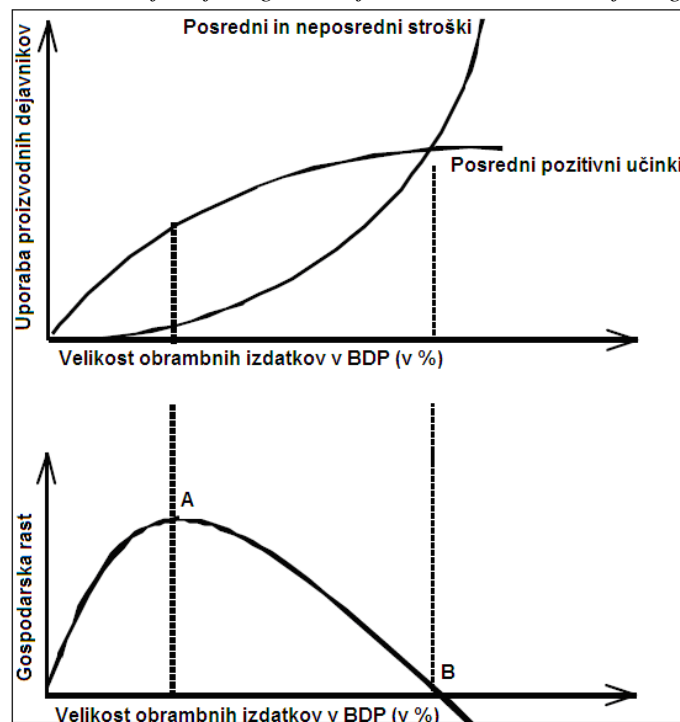 Posredni in neposredni stroški
Uporaba proizvodnih dejavnikov
Posredni pozitivni učinki
Velikost obrambnih izdatkov v BDP (v %)
A
Gospodarska rast
B
Velikost obrambnih izdatkov v BDP (v %)